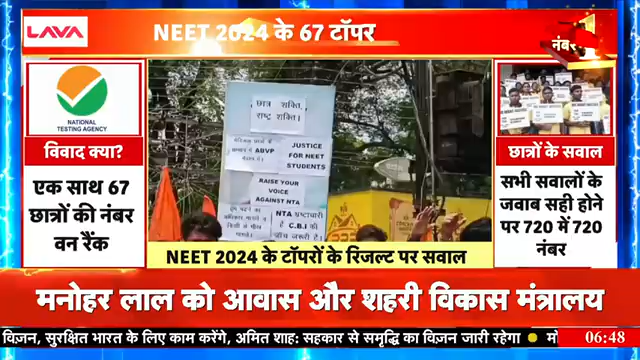 LAVA
NEET 2024 के 67 टॉपर
नंबर
NATIONAL
TESTING AGENCY
विवाद क्या?
एक साथ 67
छात्रों की नंबर
वन रैंक
छात्र शक्ति,
राष्ट्र शक्ति।
ABVP
JUSTICE
FOR NEET
STUDENTS
RAISE YOUR
VOICE
AGAINST NTA
NTA भ्रष्टाचारी
है C.B.I
की जाँच जरूरी है।
छात्रों के सवाल
सभी सवालों के
जवाब सही होने
पर 720 में 720
नंबर
NEET 2024 के टॉपरों के रिजल्ट पर सवाल
मनोहर लाल को आवास और शहरी विकास मंत्रालय
विज़न, सुरक्षित भारत के लिए काम करेंगे, अमित शाह: सहकार से समृद्धि का विज़न जारी रहेगा
06:48